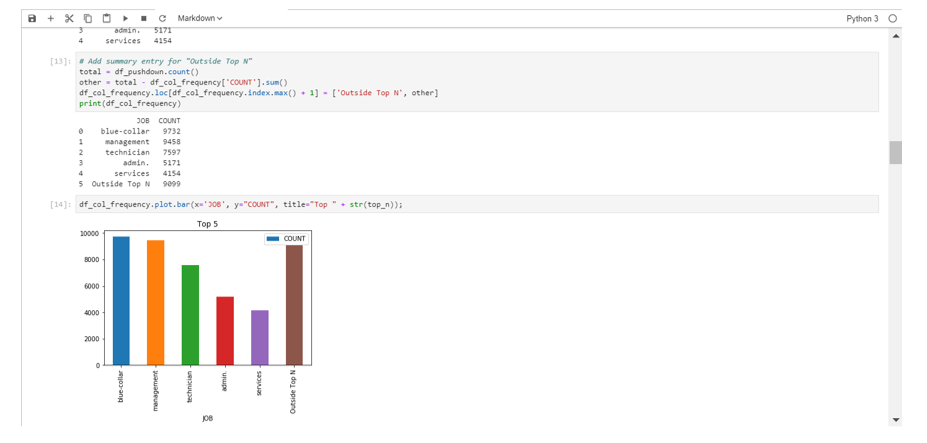 Markdown
Python 3
3 admin. 5171
4 services 4154
[13]: # Add summary entry for "Outside Top N"
total = df_pushdown.count()
other = total - df_col_frequency['COUNT'].sum()
df_col_frequency.loc[df_col_frequency.index.max() + 1] = ['Outside Top N', other]
print(df_col_frequency)
JOB COUNT
0 blue-collar 9732
1 management 9458
2 technician 7597
3 admin. 5171
4 services 4154
5 Outside Top N 9099
[14]: df_col_frequency.plot.bar(x='JOB', y="COUNT", title="Top " + str(top_n));
Top 5
COUNT
10000
8000
6000
4000
2000
0
blue-collar
management
technician
admin.
services
Outside Top N
JOB